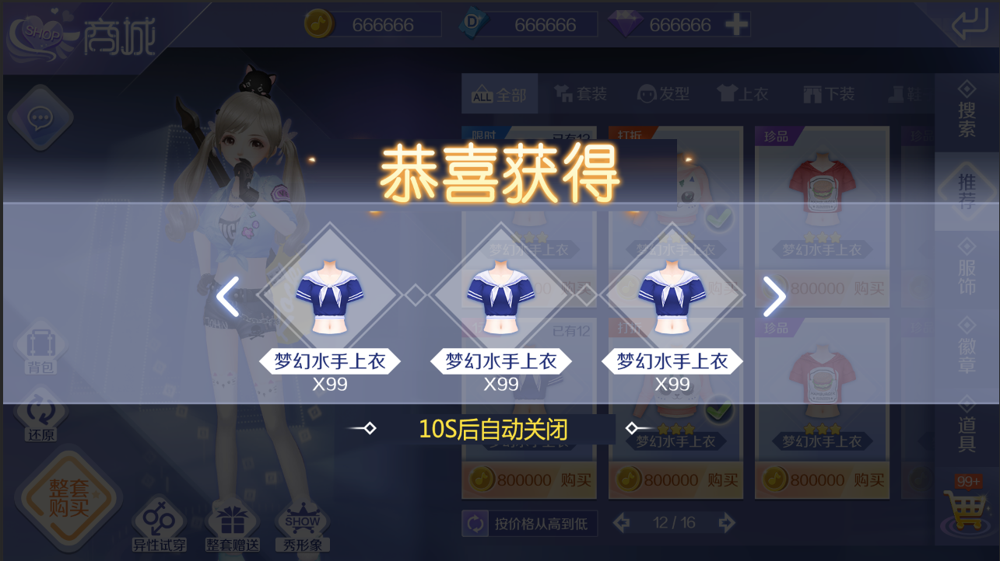 SHOP
商城
666666
D
666666
666666
ALL 全部
套装
发型
上衣
下装
鞋
搜索
推荐
服饰
徽章
道具
限时
已有12
打折
珍品
恭喜获得
梦幻水手上衣
梦幻水手上衣
梦幻水手上衣
购买
购买
800000 购买
已有12
打折
珍品
梦幻水手上衣
X99
梦幻水手上衣
X99
梦幻水手上衣
X99
10S后自动关闭
梦幻水手上衣
梦幻水手上衣
梦幻水手上衣
800000 购买
800000 购买
800000 购买
背包
还原
整套
购买
异性试穿
整套赠送
SHOW
秀形象
按价格从高到低
12 / 16
99+